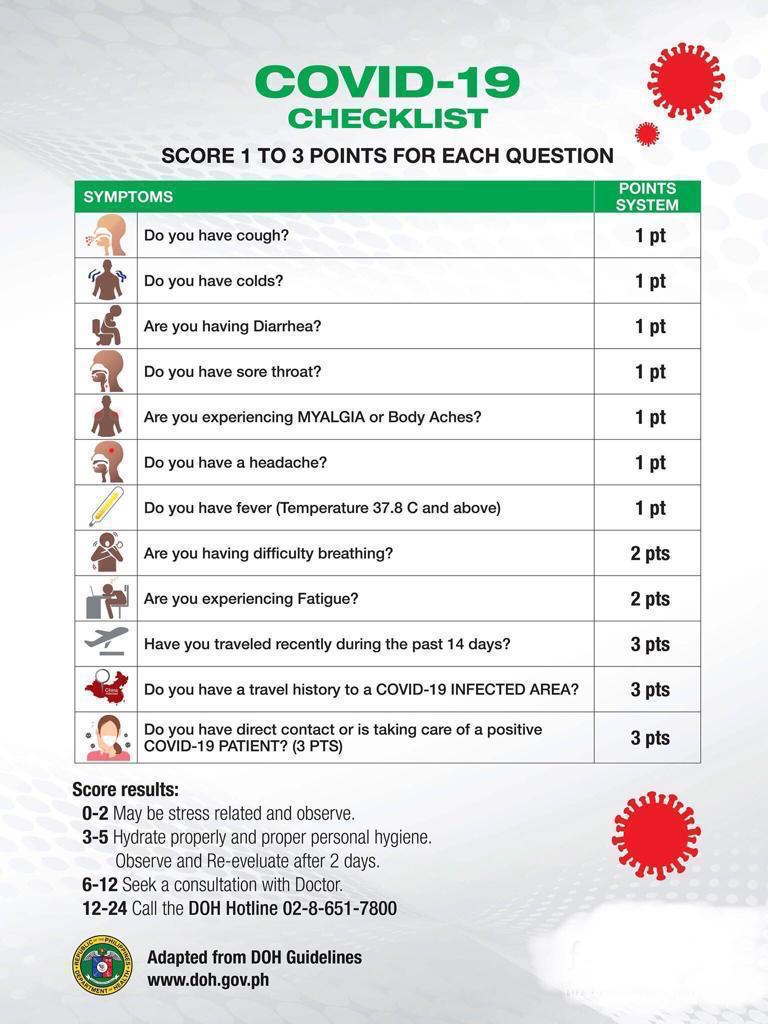 COVID-19
CHECKLIST
SCORE 1 TO 3 POINTS FOR EACH QUESTION
SYMPTOMS
POINTS
SYSTEM
Do you have cough?
1 pt
Do you have colds?
1 pt
Are you having Diarrhea?
1 pt
Do you have sore throat?
1 pt
Are you experiencing MYALGIA or Body Aches?
1 pt
Do you have a headache?
1 pt
Do you have fever (Temperature 37.8 C and above)
1 pt
Are you having difficulty breathing?
2 pts
Are you experiencing Fatigue?
2 pts
Have you traveled recently during the past 14 days?
3 pts
China
Do you have a travel history to a COVID-19 INFECTED AREA?
3 pts
Do you have direct contact or is taking care of a positive
COVID-19 PATIENT? (3 PTS)
3 pts
Score results:
0-2 May be stress related and observe.
3-5 Hydrate properly and proper personal hygiene.
Observe and Re-eveluate after 2 days.
6-12 Seek a consultation with Doctor.
12-24 Call the DOH Hotline 02-8-651-7800
REPUBLIC OF THE PHILIPPINES
DEPARTMENT OF HEALTH
Adapted from DOH Guidelines
www.doh.gov.ph